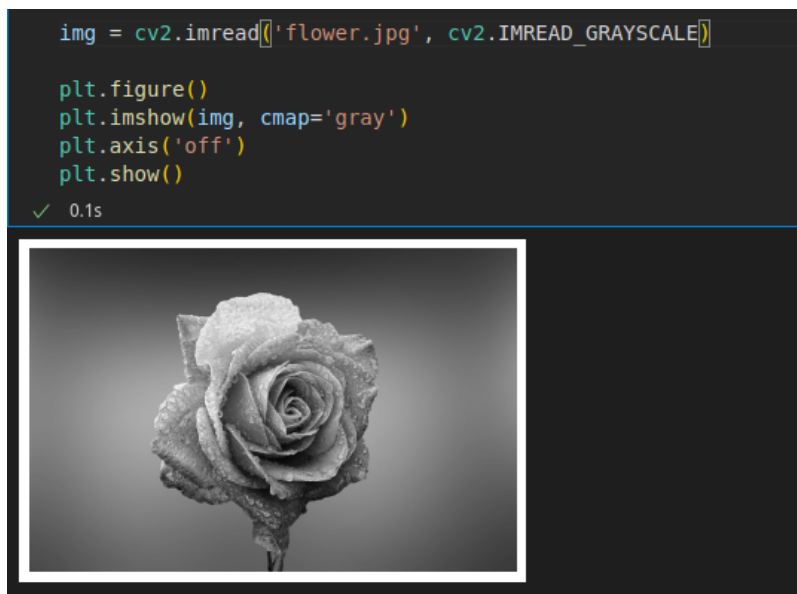 img = cv2.imread('flower.jpg', cv2.IMREAD_GRAYSCALE)
plt.figure()
plt.imshow(img, cmap='gray')
plt.axis('off')
plt.show()
0.1s